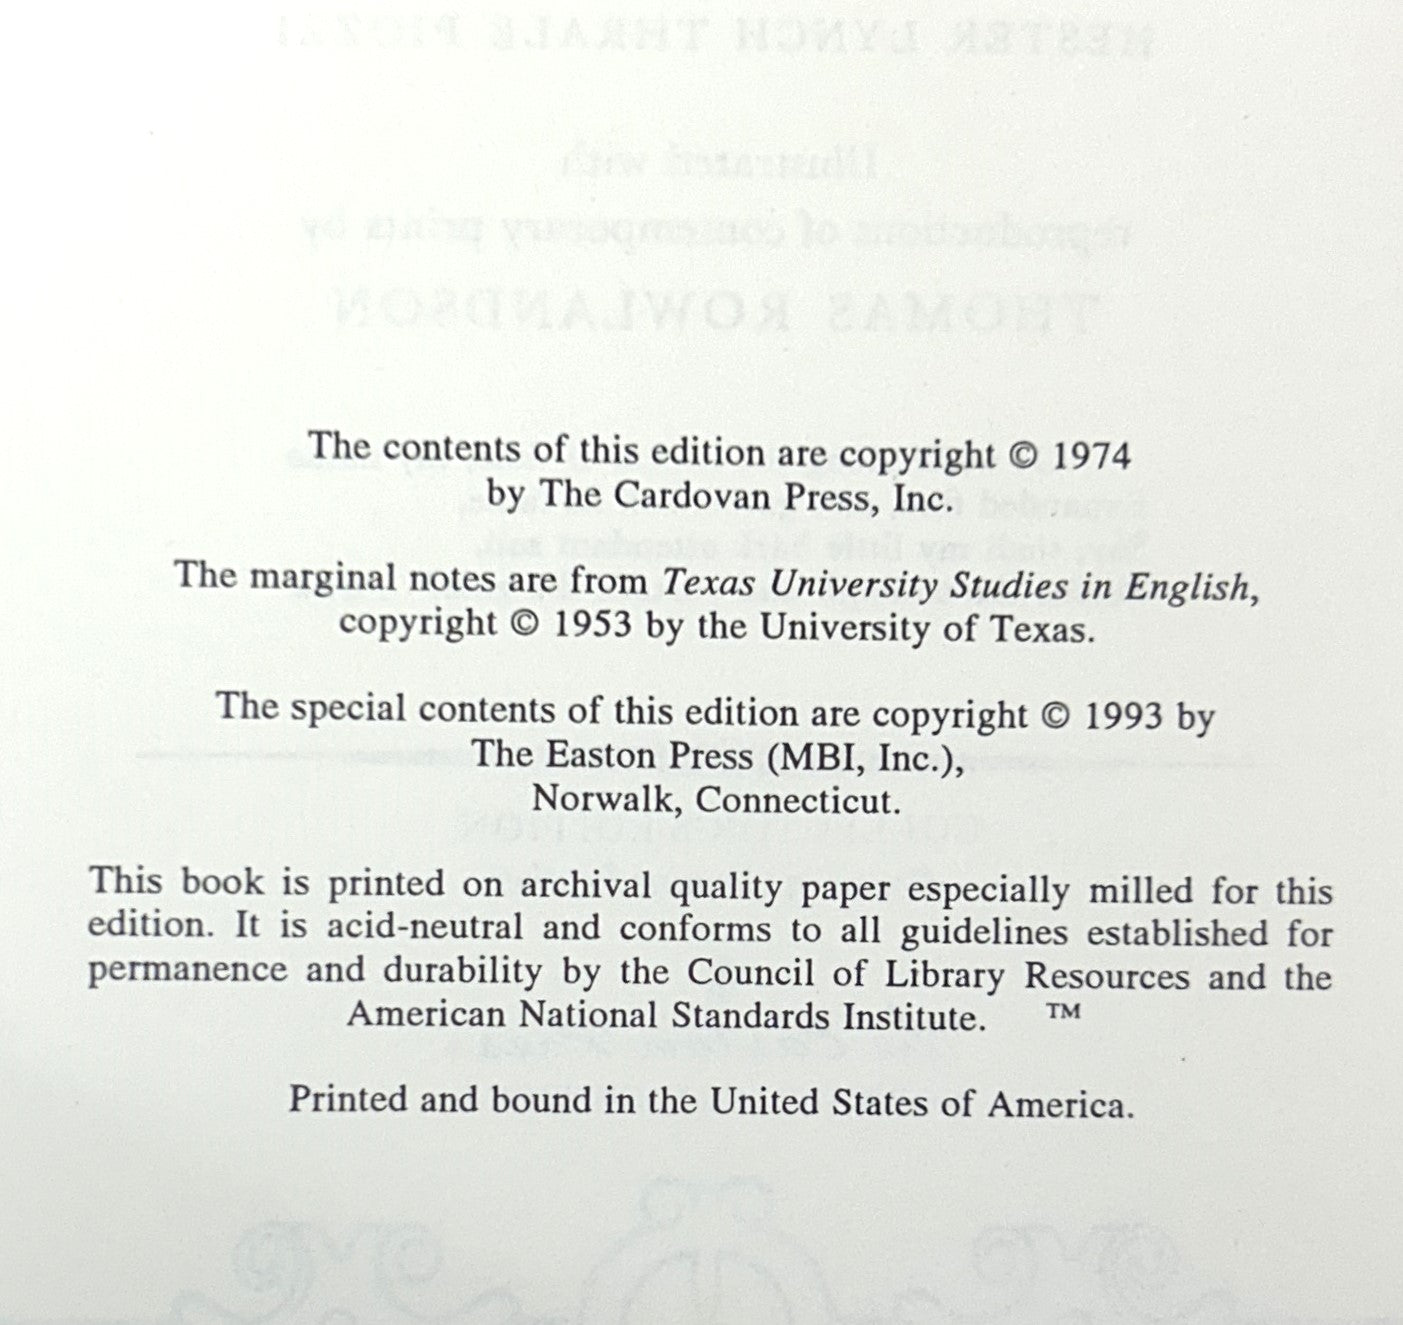 The contents of this edition are copyright © 1974
by The Cardovan Press, Inc.
The marginal notes are from Texas University Studies in English,
copyright © 1953 by the University of Texas.
The special contents of this edition are copyright © 1993 by
The Easton Press (MBI, Inc.),
Norwalk, Connecticut.
This book is printed on archival quality paper especially milled for this
edition. It is acid-neutral and conforms to all guidelines established for
permanence and durability by the Council of Library Resources and the
American National Standards Institute. ™
Printed and bound in the United States of America.